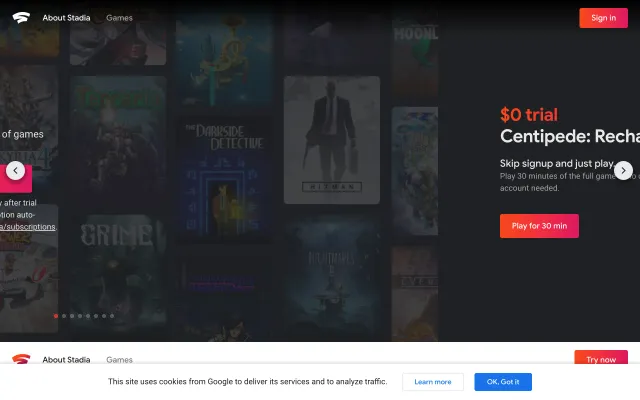 About Stadia
Games
Sign in
MOONL
Terraria
THE
DARKSIDE
DETECTIVE
HITMAN
GRIME
of games
y after trial
ption auto-
a/subscriptions.
$0 trial
Centipede: Recha
Skip signup and just play.
Play 30 minutes of the full game
account needed.
Play for 30 min
About Stadia
Games
Try now
This site uses cookies from Google to deliver its services and to analyze traffic.
Learn more
OK, Got it